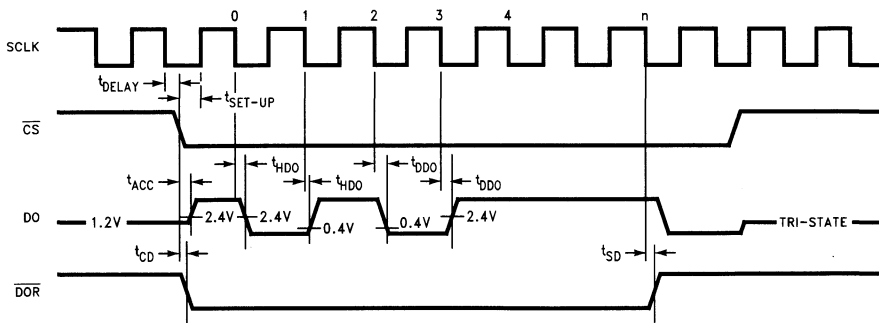 0 1 2 3 4 n
SCLK
tDELAY
tSET-UP
CS
tHDO tDDO
tACC tHDO tDDO
DO 1.2V 2.4V 2.4V 0.4V 0.4V 2.4V TRI-STATE
tCD tSD
DOR